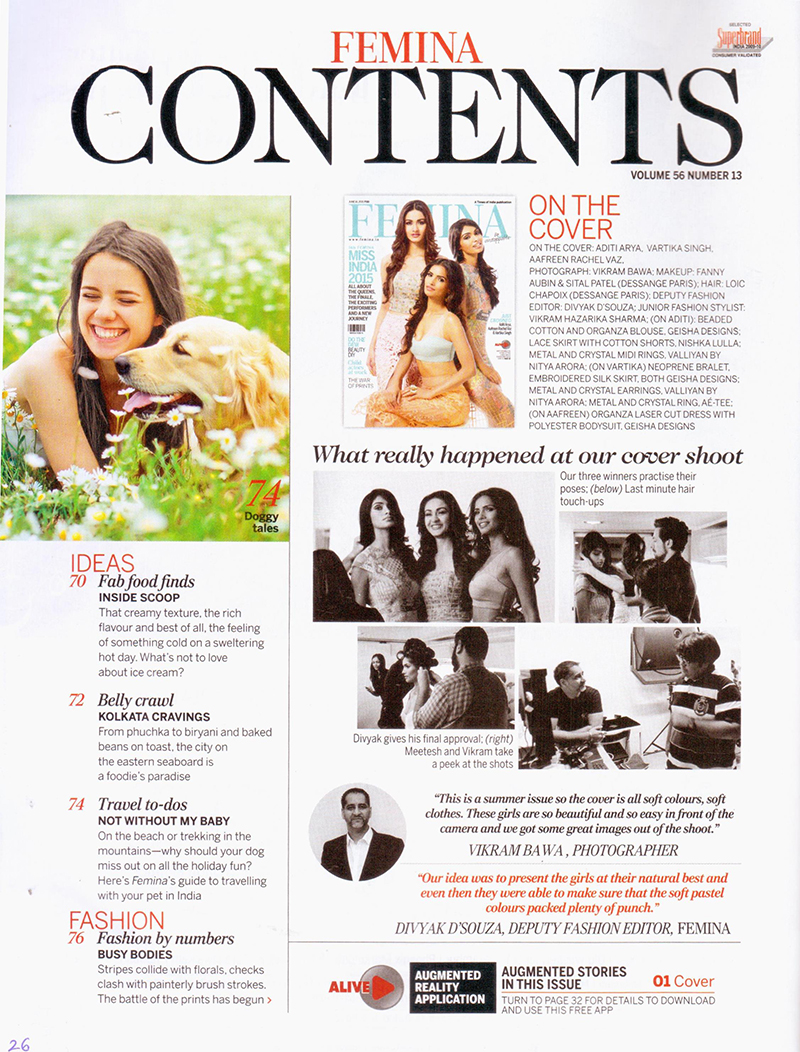 FEMINA
CONTENTS
SELECTED
Superbrand
INDIA 2009-10
CONSUMER VALIDATED
VOLUME 56 NUMBER 13
74
Doggy
tales
IDEAS
70 Fab food finds
INSIDE SCOOP
That creamy texture, the rich
flavour and best of all, the feeling
of something cold on a sweltering
hot day. What's not to love
about ice cream?
72 Belly crawl
KOLKATA CRAVINGS
From phuchka to biryani and baked
beans on toast, the city on
the eastern seaboard is
a foodie's paradise
74 Travel to-dos
NOT WITHOUT MY BABY
On the beach or trekking in the
mountains—why should your dog
miss out on all the holiday fun?
Here's Femina's guide to travelling
with your pet in India
FASHION
76 Fashion by numbers
BUSY BODIES
Stripes collide with florals, checks
clash with painterly brush strokes.
The battle of the prints has begun >
A Times of India publication
FEMINA
www.femina.in
MISS
INDIA
2015
ALL ABOUT
THE QUEENS,
THE FINALE,
THE EXCITING
PERFORMERS
AND A NEW
JOURNEY
BEAUTY
DIY
THE WAR
OF PRINTS
ON THE
COVER
ON THE COVER: ADITI ARYA, VARTIKA SINGH,
AAFREEN RACHEL VAZ,
PHOTOGRAPH: VIKRAM BAWA; MAKEUP: FANNY
AUBIN & SITAL PATEL (DESSANGE PARIS); HAIR: LOIC
CHAPOIX (DESSANGE PARIS); DEPUTY FASHION
EDITOR: DIVYAK D'SOUZA; JUNIOR FASHION STYLIST:
VIKRAM HAZARIKA SHARMA; (ON ADITI): BEADED
COTTON AND ORGANZA BLOUSE, GEISHA DESIGNS;
LACE SKIRT WITH COTTON SHORTS, NISHKA LULLA;
METAL AND CRYSTAL MIDI RINGS, VALLIYAN BY
NITYA ARORA; (ON VARTIKA) NEOPRENE BRALET,
EMBROIDERED SILK SKIRT, BOTH GEISHA DESIGNS;
METAL AND CRYSTAL EARRINGS, VALLIYAN BY
NITYA ARORA; METAL AND CRYSTAL RING, AÉ-TEE;
(ON AAFREEN) ORGANZA LASER CUT DRESS WITH
POLYESTER BODYSUIT, GEISHA DESIGNS
What really happened at our cover shoot
Our three winners practise their
poses; (below) Last minute hair
touch-ups
Divyak gives his final approval; (right)
Meetesh and Vikram take
a peek at the shots
“This is a summer issue so the cover is all soft colours, soft
clothes. These girls are so beautiful and so easy in front of the
camera and we got some great images out of the shoot.”
VIKRAM BAWA , PHOTOGRAPHER
“Our idea was to present the girls at their natural best and
even then they were able to make sure that the soft pastel
colours packed plenty of punch.”
DIVYAK D'SOUZA, DEPUTY FASHION EDITOR, FEMINA
ALIVE
AUGMENTED
REALITY
APPLICATION
AUGMENTED STORIES
IN THIS ISSUE
01 Cover
TURN TO PAGE 32 FOR DETAILS TO DOWNLOAD
AND USE THIS FREE APP
26